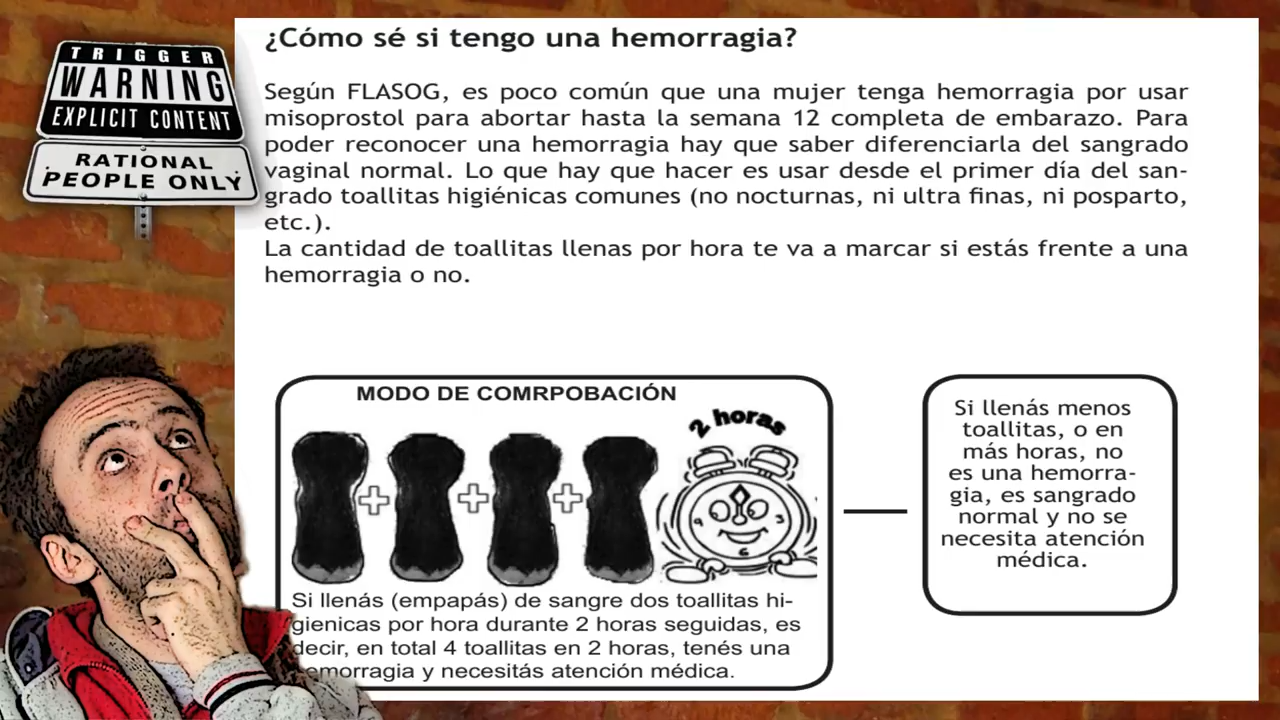 TRIGGER
WARNING
EXPLICIT CONTENT
RATIONAL
PEOPLE ONLY
¿Cómo sé si tengo una hemorragia?
Según FLASOG, es poco común que una mujer tenga hemorragia por usar
misoprostol para abortar hasta la semana 12 completa de embarazo. Para
poder reconocer una hemorragia hay que saber diferenciarla del sangrado
vaginal normal. Lo que hay que hacer es usar desde el primer día del san-
grado toallitas higiénicas comunes (no nocturnas, ni ultra finas, ni posparto,
etc.).
La cantidad de toallitas llenas por hora te va a marcar si estás frente a una
hemorragia o no.
MODO DE COMRPOBACIÓN
2 horas
9
3
6
Si llenás (empapás) de sangre dos toallitas hi-
gienicas por hora durante 2 horas seguidas, es
decir, en total 4 toallitas en 2 horas, tenés una
emorragia y necesitás atención médica.
Si llenás menos
toallitas, o en
más horas, no
es una hemorra-
gia, es sangrado
normal y no se
necesita atención
médica.